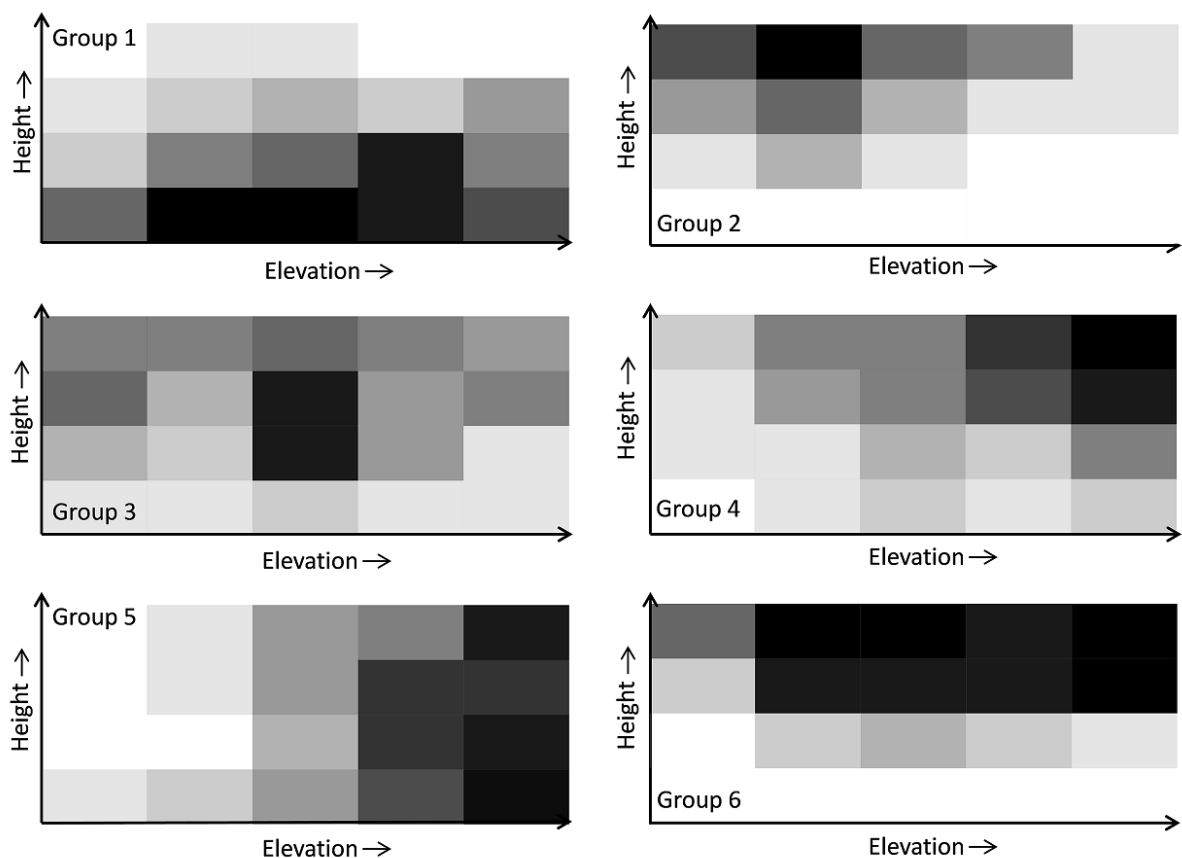 Group 1
Height →
Elevation →
Group 2
Height →
Elevation →
Group 3
Height →
Elevation →
Group 4
Height →
Elevation →
Group 5
Height →
Elevation →
Group 6
Height →
Elevation →